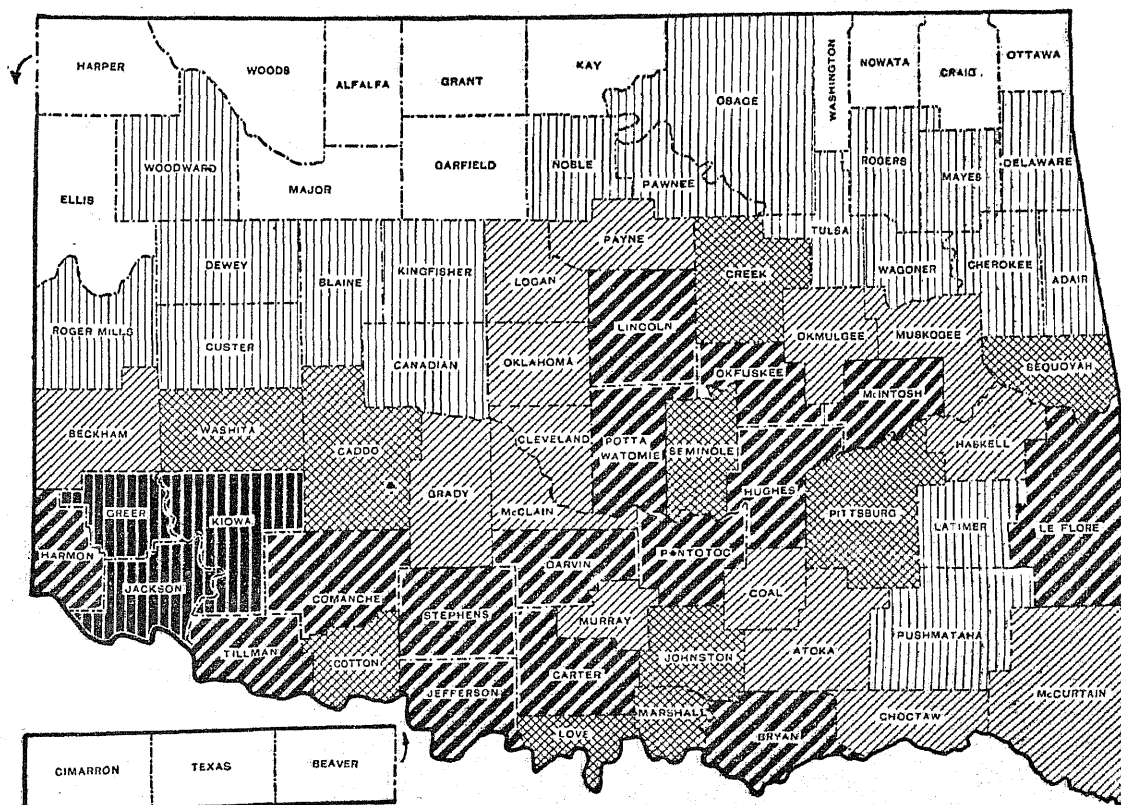 HARPER
WOODS
ALFALFA
GRANT
KAY
OSAGE
WASHINGTON
NOWATA
CRAIG
OTTAWA
WOODWARD
ELLIS
MAJOR
GARFIELD
NOBLE
PAWNEE
ROGERS
MAYES
DELAWARE
DEWEY
BLAINE
KINGFISHER
LOGAN
PAYNE
CREEK
TULSA
WAGONER
CHEROKEE
ADAIR
ROGER MILLS
CUSTER
CANADIAN
OKLAHOMA
LINCOLN
OKFUSKEE
OKMULGEE
MUSKOGEE
McINTOSH
SEQUOYAH
BECKHAM
WASHITA
CADDO
GRADY
CLEVELAND
McCLAIN
POTTA
WATOMIE
SEMINOLE
HUGHES
PITTSBURG
HASKELL
LATIMER
LE FLORE
HARMON
GREER
KIOWA
JACKSON
COMANCHE
TILLMAN
COTTON
STEPHENS
JEFFERSON
GARVIN
PONTOTOC
MURRAY
CARTER
COAL
JOHNSTON
ATOKA
PUSHMATAHA
McCURTAIN
LOVE
MARSHALL
BRYAN
CHOCTAW
CIMARRON
TEXAS
BEAVER